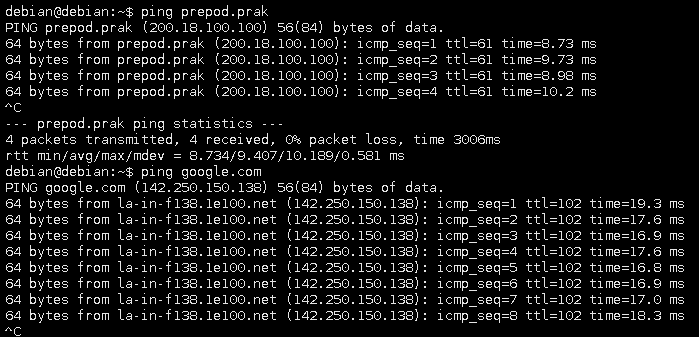 debian@debian:~$ ping prepod.prak
PING prepod.prak (200.18.100.100) 56(84) bytes of data.
64 bytes from prepod.prak (200.18.100.100): icmp_seq=1 ttl=61 time=8.73 ms
64 bytes from prepod.prak (200.18.100.100): icmp_seq=2 ttl=61 time=9.73 ms
64 bytes from prepod.prak (200.18.100.100): icmp_seq=3 ttl=61 time=8.98 ms
64 bytes from prepod.prak (200.18.100.100): icmp_seq=4 ttl=61 time=10.2 ms
^C
--- prepod.prak ping statistics ---
4 packets transmitted, 4 received, 0% packet loss, time 3006ms
rtt min/avg/max/mdev = 8.734/9.407/10.189/0.581 ms
debian@debian:~$ ping google.com
PING google.com (142.250.150.138) 56(84) bytes of data.
64 bytes from la-in-f138.1e100.net (142.250.150.138): icmp_seq=1 ttl=102 time=19.3 ms
64 bytes from la-in-f138.1e100.net (142.250.150.138): icmp_seq=2 ttl=102 time=17.6 ms
64 bytes from la-in-f138.1e100.net (142.250.150.138): icmp_seq=3 ttl=102 time=16.9 ms
64 bytes from la-in-f138.1e100.net (142.250.150.138): icmp_seq=4 ttl=102 time=17.6 ms
64 bytes from la-in-f138.1e100.net (142.250.150.138): icmp_seq=5 ttl=102 time=16.8 ms
64 bytes from la-in-f138.1e100.net (142.250.150.138): icmp_seq=6 ttl=102 time=16.9 ms
64 bytes from la-in-f138.1e100.net (142.250.150.138): icmp_seq=7 ttl=102 time=17.0 ms
64 bytes from la-in-f138.1e100.net (142.250.150.138): icmp_seq=8 ttl=102 time=18.3 ms
^C